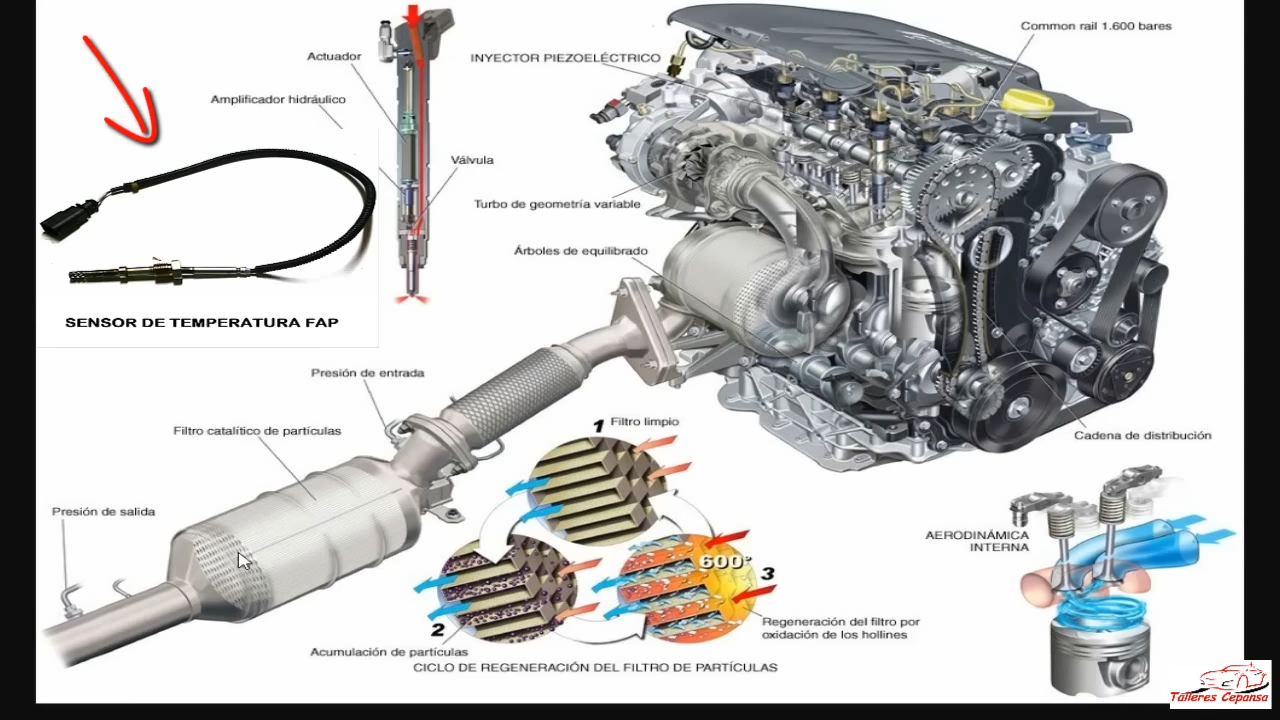 Actuador
INYECTOR PIEZOELÉCTRICO
Common rail 1.600 bares
Amplificador hidráulico
Válvula
Turbo de geometría variable
Árboles de equilibrado
SENSOR DE TEMPERATURA FAP
Presión de entrada
Filtro catalítico de partículas
1 Filtro limpio
Cadena de distribución
Presión de salida
AERODINÁMICA
INTERNA
600°
3
2
Regeneración del filtro por
oxidación de los hollines
Acumulación de partículas
CICLO DE REGENERACIÓN DEL FILTRO DE PARTÍCULAS
Talleres Cepansa